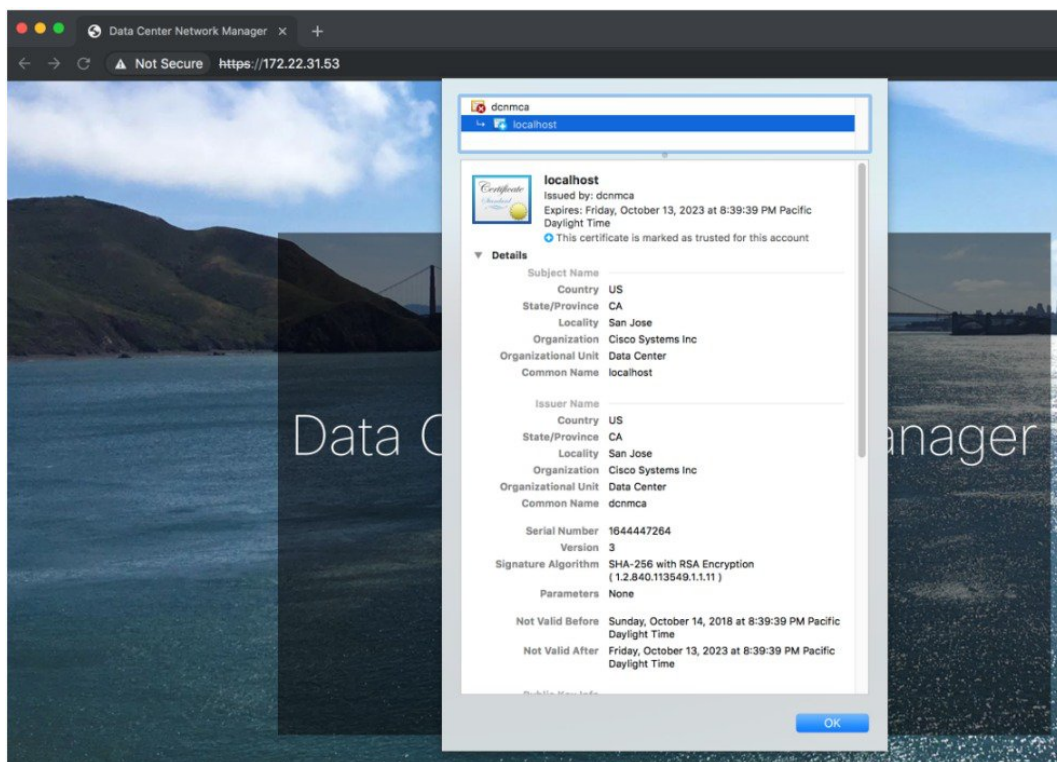 Data Center Network Manager
Not Secure https://172.22.31.53
dcnmca
localhost
Certificate
Standard
localhost
Issued by: dcnmca
Expires: Friday, October 13, 2023 at 8:39:39 PM Pacific
Daylight Time
This certificate is marked as trusted for this account
Details
Subject Name
Country US
State/Province CA
Locality San Jose
Organization Cisco Systems Inc
Organizational Unit Data Center
Common Name localhost
Issuer Name
Country US
State/Province CA
Locality San Jose
Organization Cisco Systems Inc
Organizational Unit Data Center
Common Name dcnmca
Data C anager
Serial Number 1644447264
Version 3
Signature Algorithm SHA-256 with RSA Encryption
( 1.2.840.113549.1.1.11 )
Parameters None
Not Valid Before Sunday, October 14, 2018 at 8:39:39 PM Pacific
Daylight Time
Not Valid After Friday, October 13, 2023 at 8:39:39 PM Pacific
Daylight Time
Public Key Info
OK